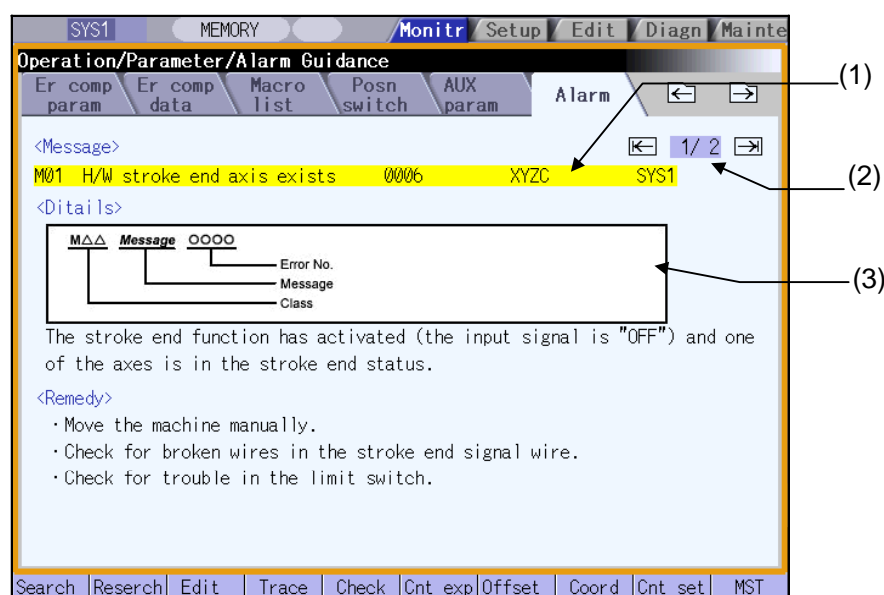 SYS1 MEMORY Monitr Setup Edit Diagn Mainte
Operation/Parameter/Alarm Guidance
Er comp param Er comp data Macro list Posn switch AUX param Alarm
(1)
<Message> 1/ 2
M01 H/W stroke end axis exists 0006 XYZC SYS1
(2)
<Ditails>
M△△ Message ○○○○
Error No.
Message
Class
(3)
The stroke end function has activated (the input signal is "OFF") and one
of the axes is in the stroke end status.
<Remedy>
・Move the machine manually.
・Check for broken wires in the stroke end signal wire.
・Check for trouble in the limit switch.
Search Reserch Edit Trace Check Cnt exp Offset Coord Cnt set MST